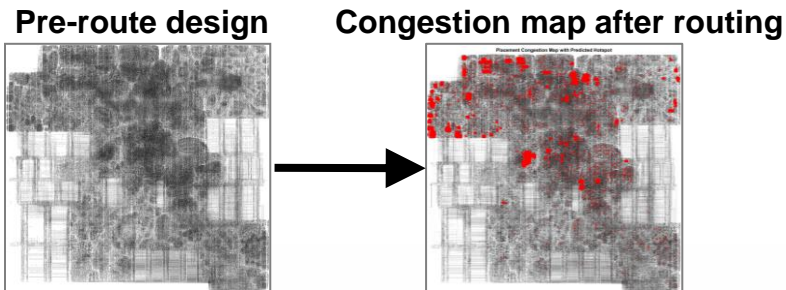 Pre-route design
Congestion map after routing
Placement Congestion Map with Predicted Hotspot